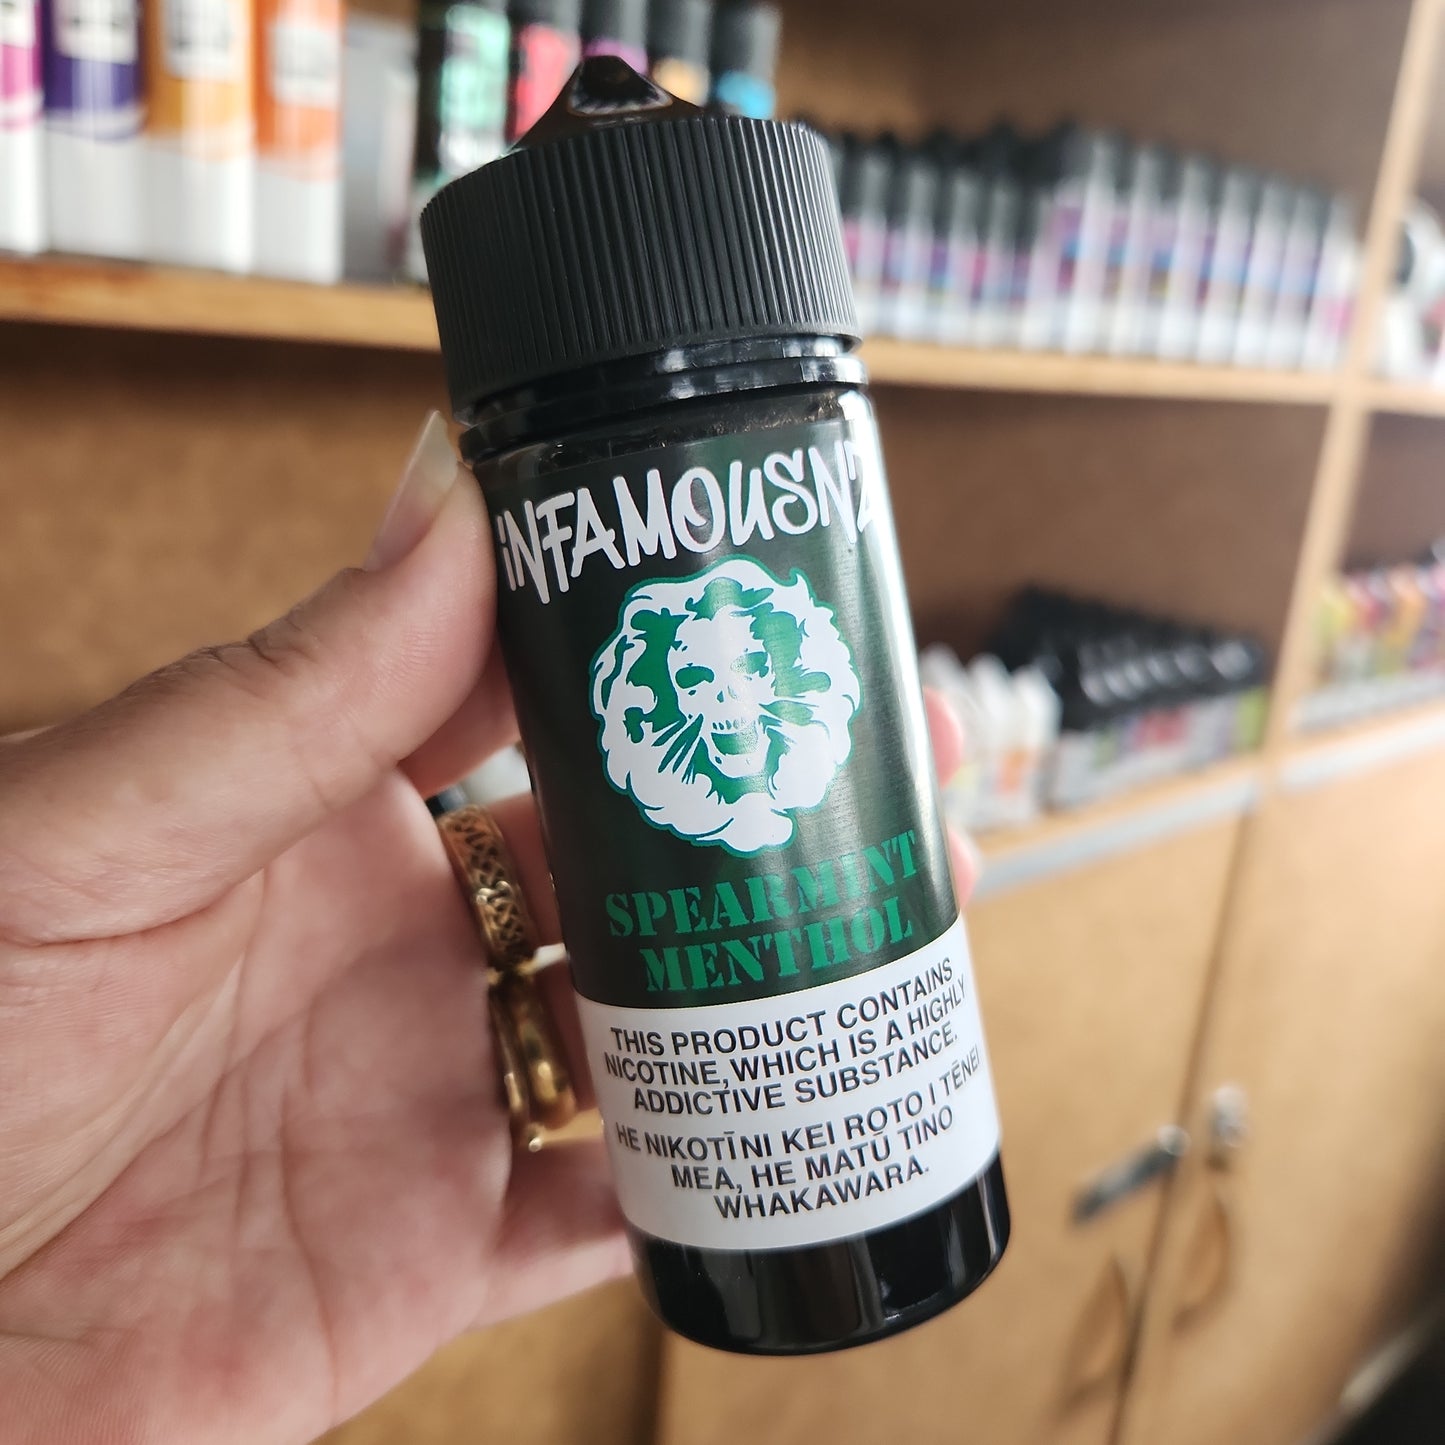 INFAMOUSNZ
SPEARMINT
MENTHOL
THIS PRODUCT CONTAINS
NICOTINE, WHICH IS A HIGHLY
ADDICTIVE SUBSTANCE.
HE NIKOTĪNI KEI ROTO I TĒNEI
MEA, HE MATŪ TINO
WHAKAWARA.